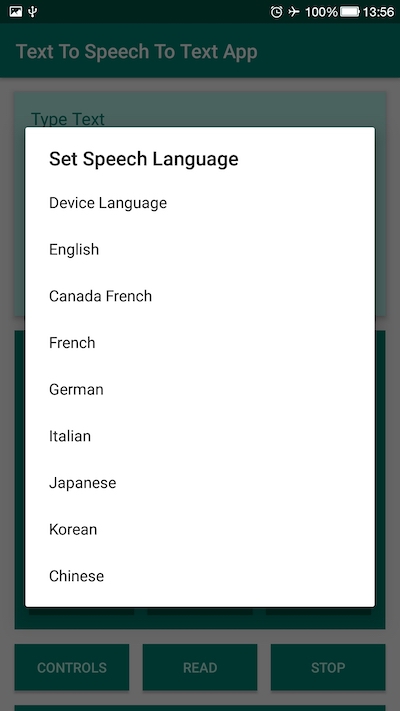 100% 13:56
Text To Speech To Text App
Type Text
Set Speech Language
Device Language
English
Canada French
French
German
Italian
Japanese
Korean
Chinese
CONTROLS READ STOP